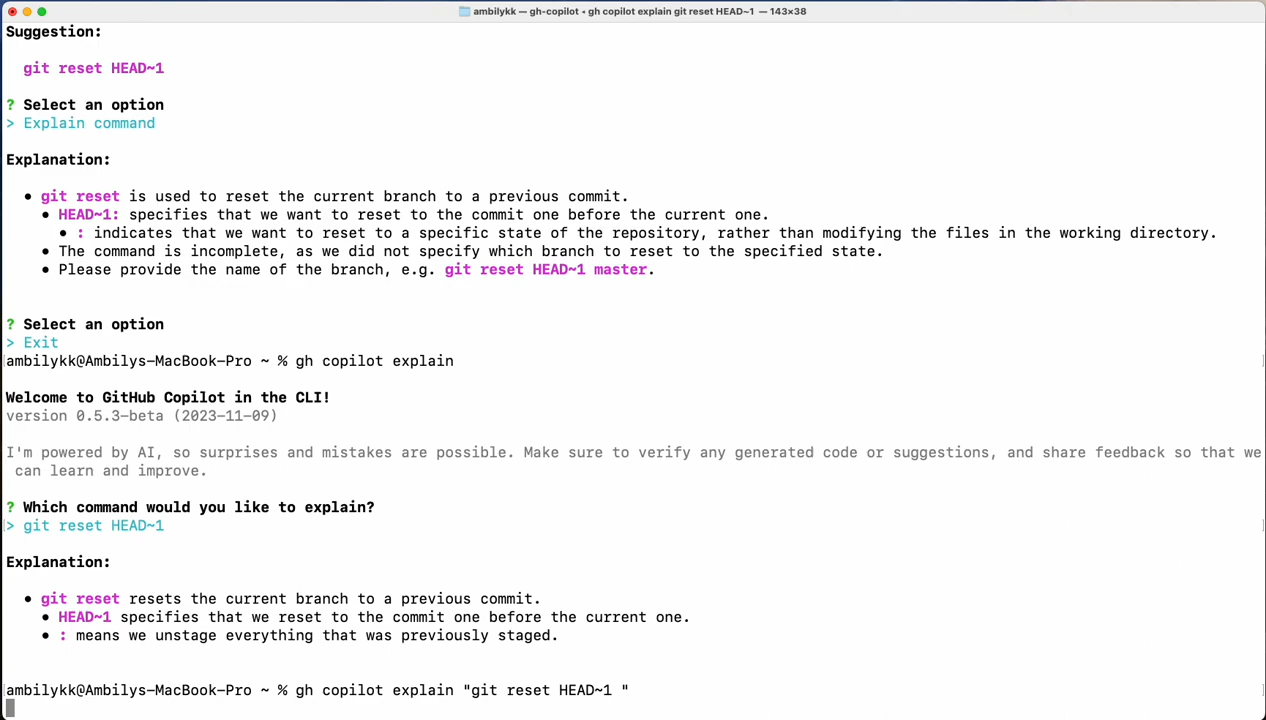 ambilykk — gh-copilot • gh copilot explain git reset HEAD~1 — 143×38
Suggestion:
git reset HEAD~1
? Select an option
> Explain command
Explanation:
• git reset is used to reset the current branch to a previous commit.
• HEAD~1: specifies that we want to reset to the commit one before the current one.
• : indicates that we want to reset to a specific state of the repository, rather than modifying the files in the working directory.
• The command is incomplete, as we did not specify which branch to reset to the specified state.
• Please provide the name of the branch, e.g. git reset HEAD~1 master.
? Select an option
> Exit
[ambilykk@Ambilys-MacBook-Pro ~ % gh copilot explain ]
Welcome to GitHub Copilot in the CLI!
version 0.5.3-beta (2023-11-09)
I'm powered by AI, so surprises and mistakes are possible. Make sure to verify any generated code or suggestions, and share feedback so that we
can learn and improve.
? Which command would you like to explain?
[> git reset HEAD~1 ]
Explanation:
• git reset resets the current branch to a previous commit.
• HEAD~1 specifies that we reset to the commit one before the current one.
• : means we unstage everything that was previously staged.
[ambilykk@Ambilys-MacBook-Pro ~ % gh copilot explain "git reset HEAD~1 " ]